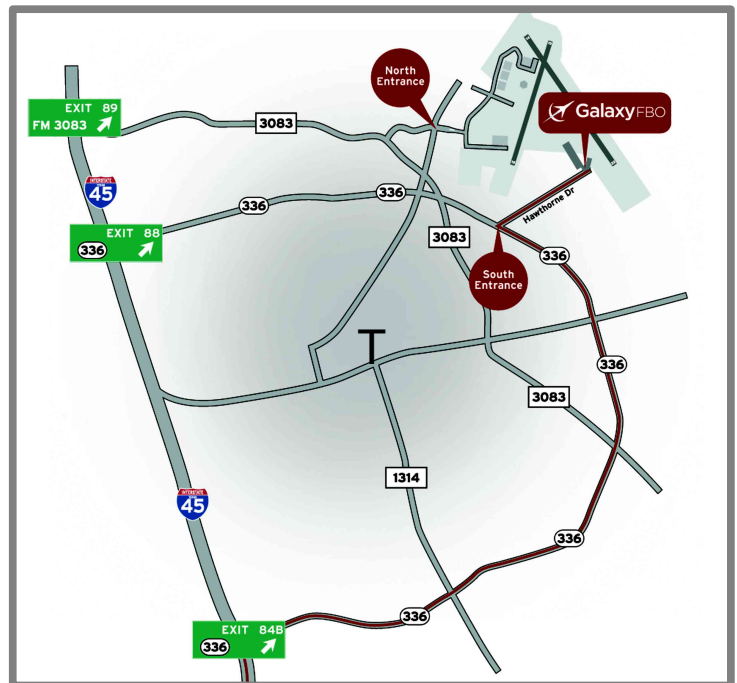 North
Entrance
GalaxyFBO
EXIT 89
FM 3083
3083
INTERSTATE
45
336
336
EXIT 88
336
Hawthorne Dr
3083
336
South
Entrance
T
336
3083
1314
INTERSTATE
45
336
336
EXIT 84B
336